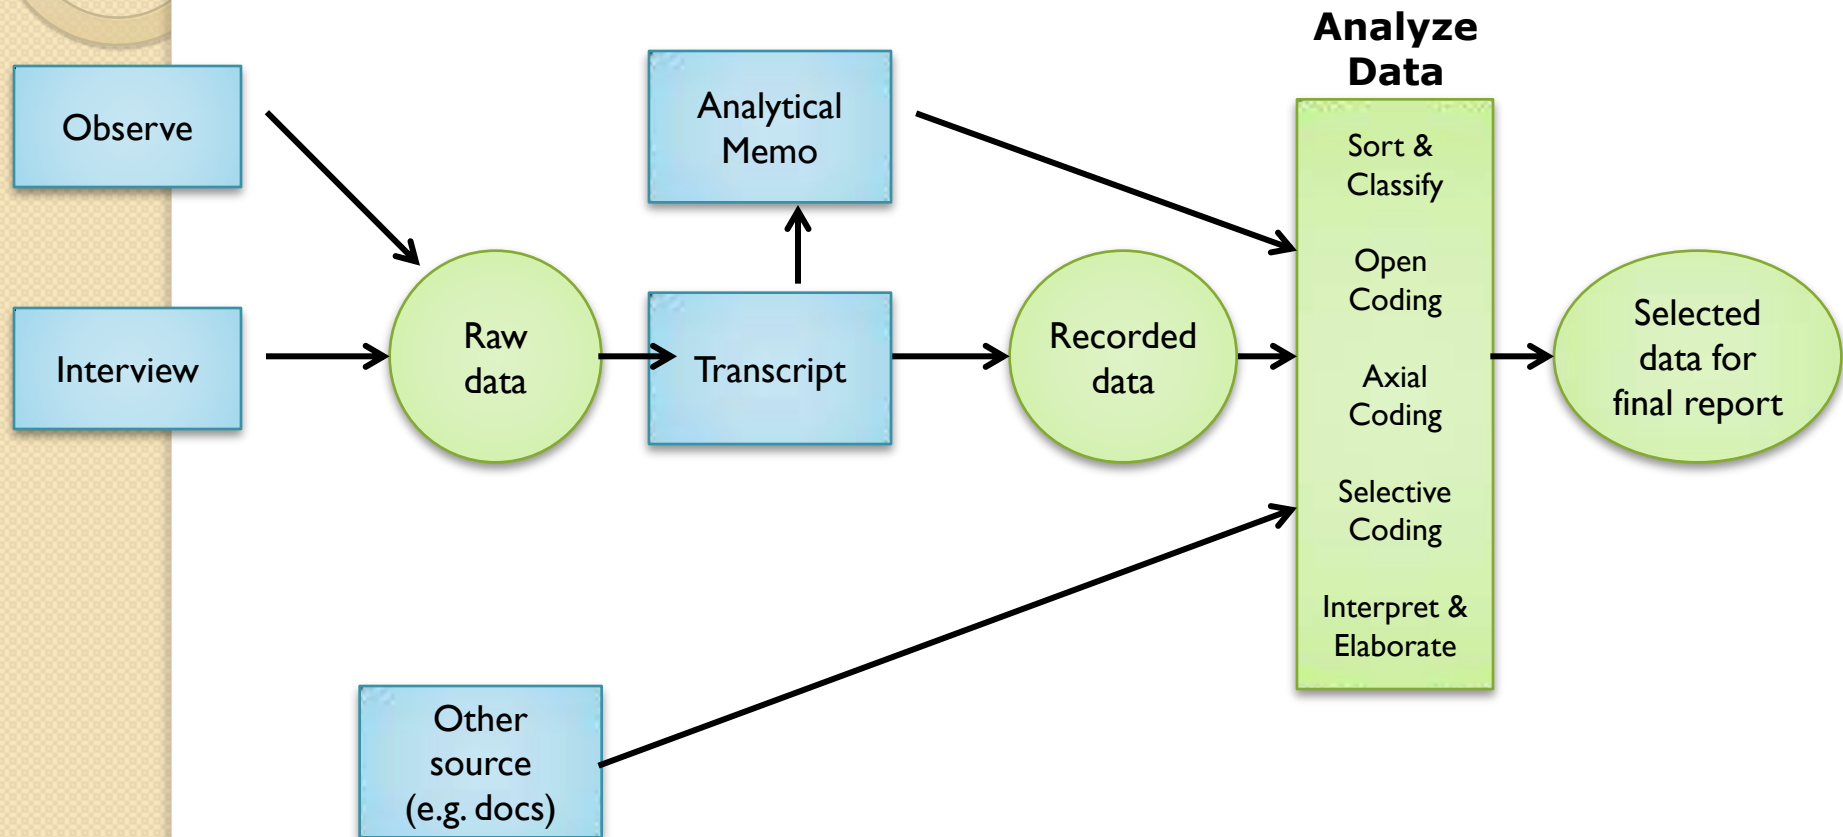 Analyze
Data
Observe
Analytical
Memo
Sort &
Classify
Open
Coding
Axial
Coding
Selective
Coding
Interpret &
Elaborate
Interview
Raw
data
Transcript
Recorded
data
Selected
data for
final report
Other
source
(e.g. docs)